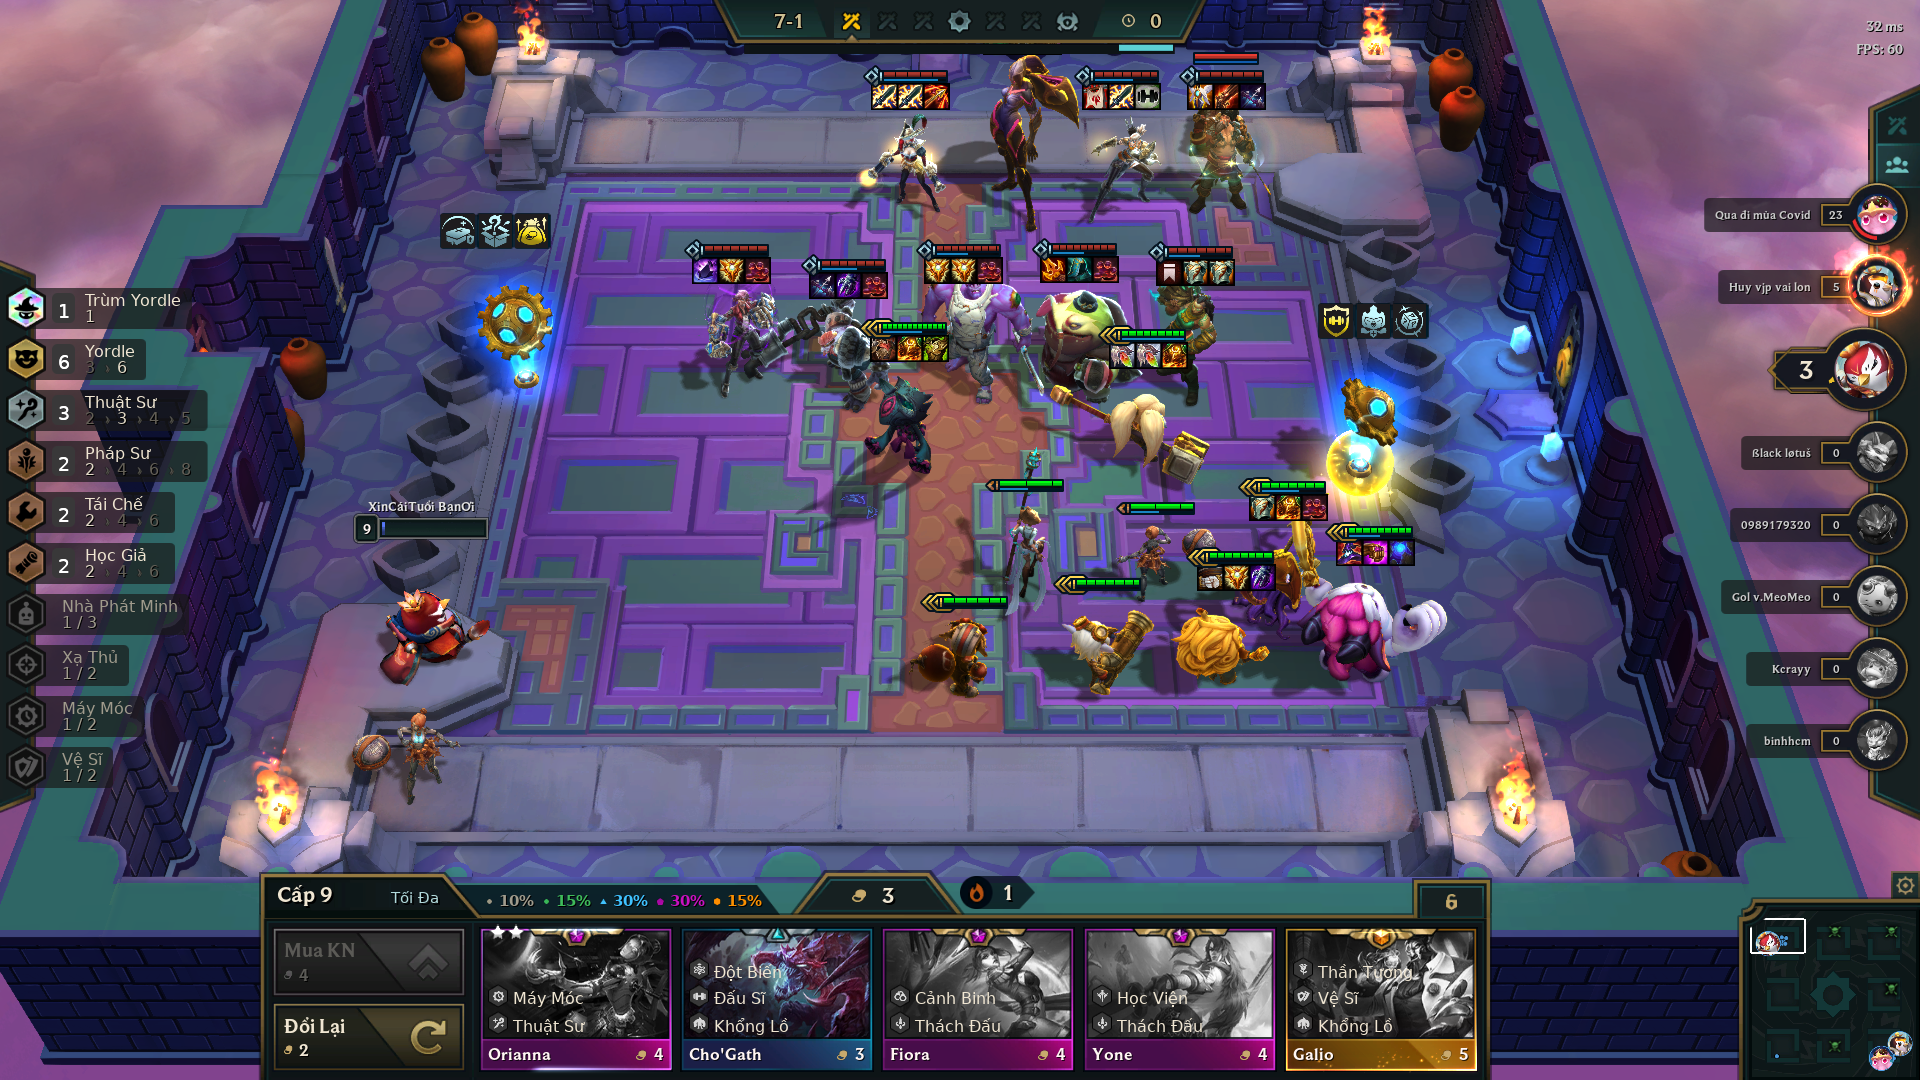 7-1
0
32 ms
FPS: 60
Qua đi mùa Covid
23
Huy vjp vai lon
5
3
ßlack løtuš
0
0989179320
0
Gol v.MeoMeo
0
Kcrayy
0
binhhcm
0
1
Trùm Yordle
1
6
Yordle
3 › 6
3
Thuật Sư
2 › 3 › 4 › 5
2
Pháp Sư
2 › 4 › 6 › 8
2
Tái Chế
2 › 4 › 6
2
Học Giả
2 › 4 › 6
Nhà Phát Minh
1 / 3
Xạ Thủ
1 / 2
Máy Móc
1 / 2
Vệ Sĩ
1 / 2
XinCáiTuổi BạnƠi
9
Cấp 9
Tối Đa
10% 15% 30% 30% 15%
3
1
6
Mua KN
4
Đổi Lại
2
Máy Móc
Thuật Sư
Orianna
4
Đột Biến
Đấu Sĩ
Khổng Lồ
Cho'Gath
3
Cảnh Binh
Thách Đấu
Fiora
4
Học Viện
Thách Đấu
Yone
4
Thần Tượng
Vệ Sĩ
Khổng Lồ
Galio
5